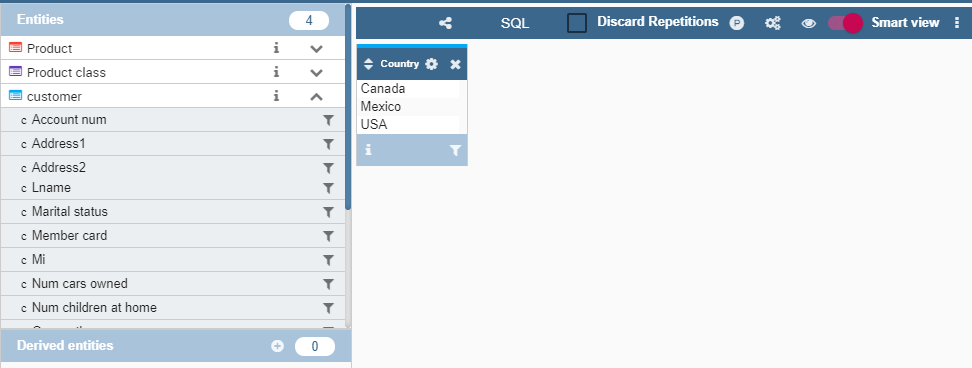 Entities 4
SQL Discard Repetitions P Smart view
Product i
Product class i
customer i
c Account num
c Address1
c Address2
c Lname
c Marital status
c Member card
c Mi
c Num cars owned
c Num children at home
Derived entities 0
Country
Canada
Mexico
USA
i